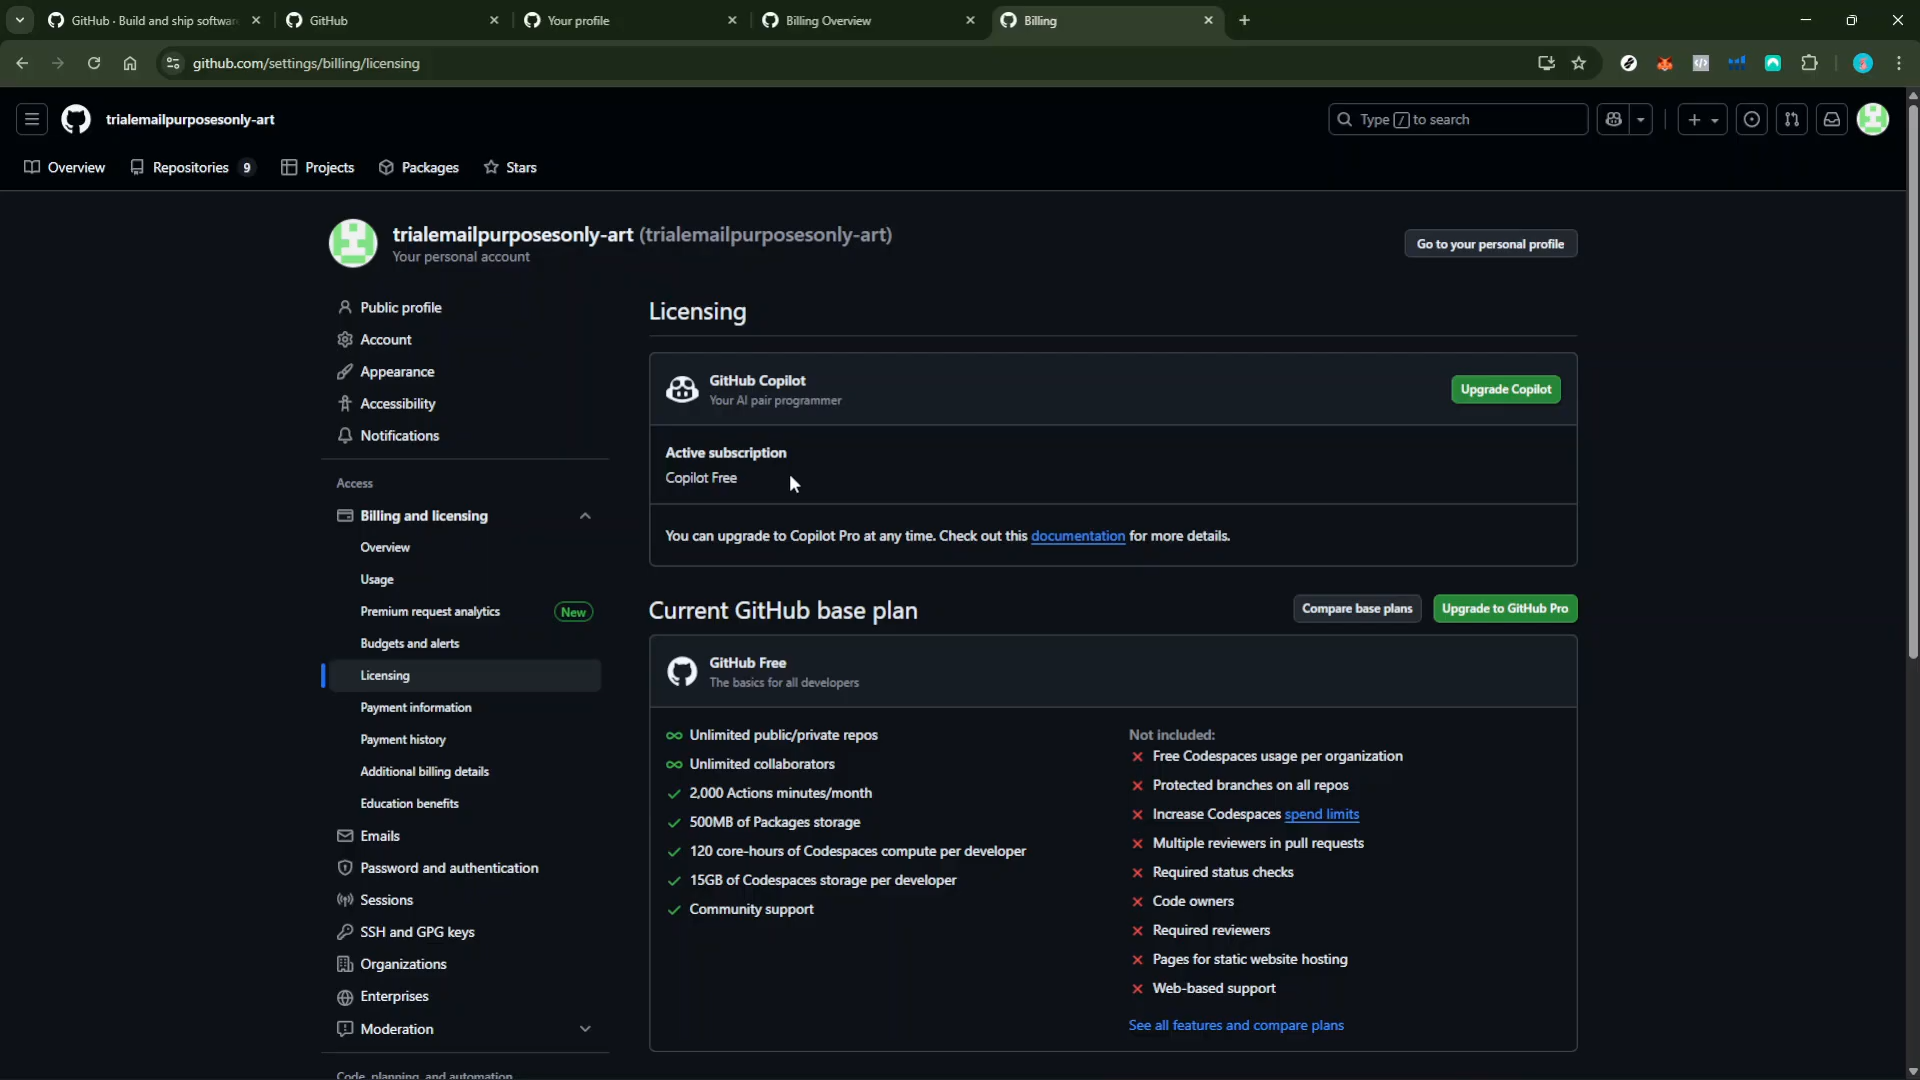 GitHub · Build and ship softwar
GitHub
Your profile
Billing Overview
Billing
github.com/settings/billing/licensing
trialemailpurposesonly-art
Type / to search
Overview
Repositories 9
Projects
Packages
Stars
trialemailpurposesonly-art (trialemailpurposesonly-art)
Your personal account
Go to your personal profile
Public profile
Account
Appearance
Accessibility
Notifications
Access
Billing and licensing
Overview
Usage
Premium request analytics New
Budgets and alerts
Licensing
Payment information
Payment history
Additional billing details
Education benefits
Emails
Password and authentication
Sessions
SSH and GPG keys
Organizations
Enterprises
Moderation
Code, planning, and automation
Licensing
GitHub Copilot
Your AI pair programmer
Upgrade Copilot
Active subscription
Copilot Free
You can upgrade to Copilot Pro at any time. Check out this documentation for more details.
Current GitHub base plan
Compare base plans
Upgrade to GitHub Pro
GitHub Free
The basics for all developers
Unlimited public/private repos
Unlimited collaborators
2,000 Actions minutes/month
500MB of Packages storage
120 core-hours of Codespaces compute per developer
15GB of Codespaces storage per developer
Community support
Not included:
Free Codespaces usage per organization
Protected branches on all repos
Increase Codespaces spend limits
Multiple reviewers in pull requests
Required status checks
Code owners
Required reviewers
Pages for static website hosting
Web-based support
See all features and compare plans